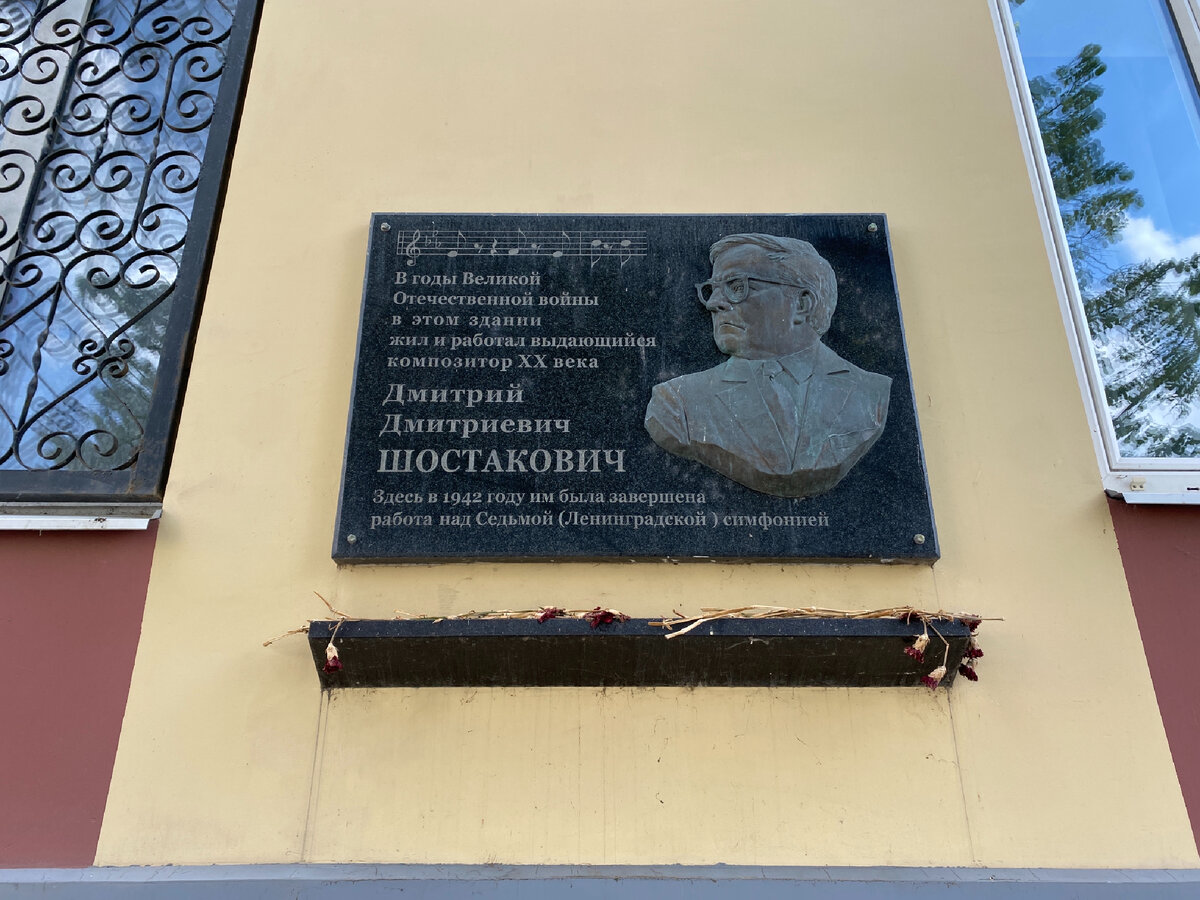 В годы Великой
Отечественной войны
в этом здании
жил и работал выдающийся
композитор XX века
Дмитрий
Дмитриевич
ШОСТАКОВИЧ
Здесь в 1942 году им была завершена
работа над Седьмой (Ленинградской ) симфонией